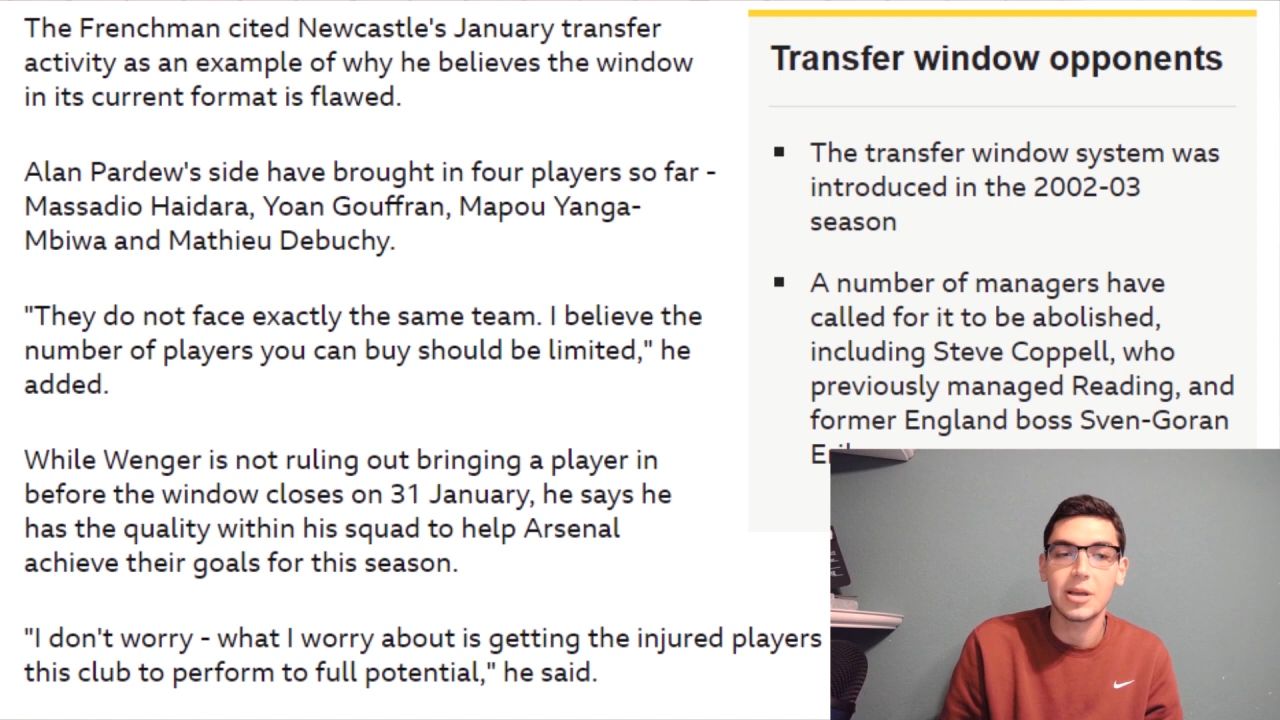 The Frenchman cited Newcastle's January transfer
activity as an example of why he believes the window
in its current format is flawed.
Alan Pardew's side have brought in four players so far -
Massadio Haidara, Yoan Gouffran, Mapou Yanga-
Mbiwa and Mathieu Debuchy.
"They do not face exactly the same team. I believe the
number of players you can buy should be limited," he
added.
While Wenger is not ruling out bringing a player in
before the window closes on 31 January, he says he
has the quality within his squad to help Arsenal
achieve their goals for this season.
"I don't worry - what I worry about is getting the injured players
this club to perform to full potential," he said.
Transfer window opponents
▪ The transfer window system was
introduced in the 2002-03
season
▪ A number of managers have
called for it to be abolished,
including Steve Coppell, who
previously managed Reading, and
former England boss Sven-Goran